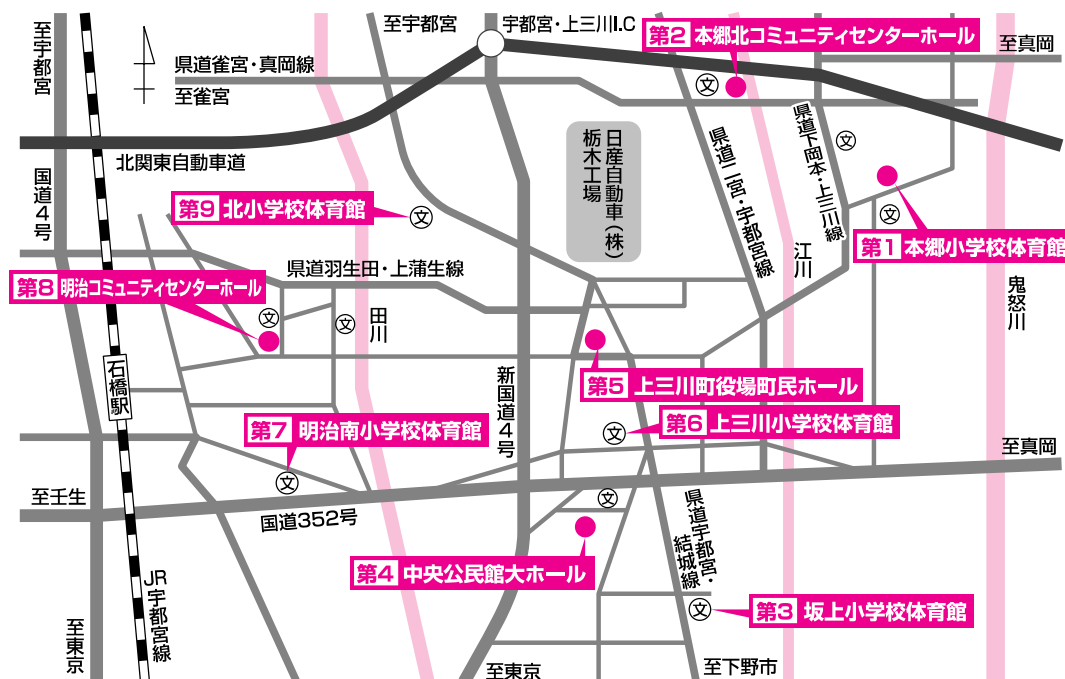 至宇都宮
至宇都宮
宇都宮・上三川I.C
第2 本郷北コミュニティセンターホール
至真岡
県道雀宮・真岡線
至雀宮
文
北関東自動車道
国道4号
日産自動車(株)
栃木工場
県道二宮・宇都宮線
県道下岡本・上三川線
文
第9 北小学校体育館
文
文
第1 本郷小学校体育館
江川
鬼怒川
県道羽生田・上蒲生線
第8 明治コミュニティセンターホール
文
文
田川
石橋駅
新国道4号
第5 上三川町役場町民ホール
第6 上三川小学校体育館
文
第7 明治南小学校体育館
文
至真岡
至壬生
国道352号
文
県道宇都宮・
結城線
第4 中央公民館大ホール
文
第3 坂上小学校体育館
JR宇都宮線
至東京
至東京
至下野市